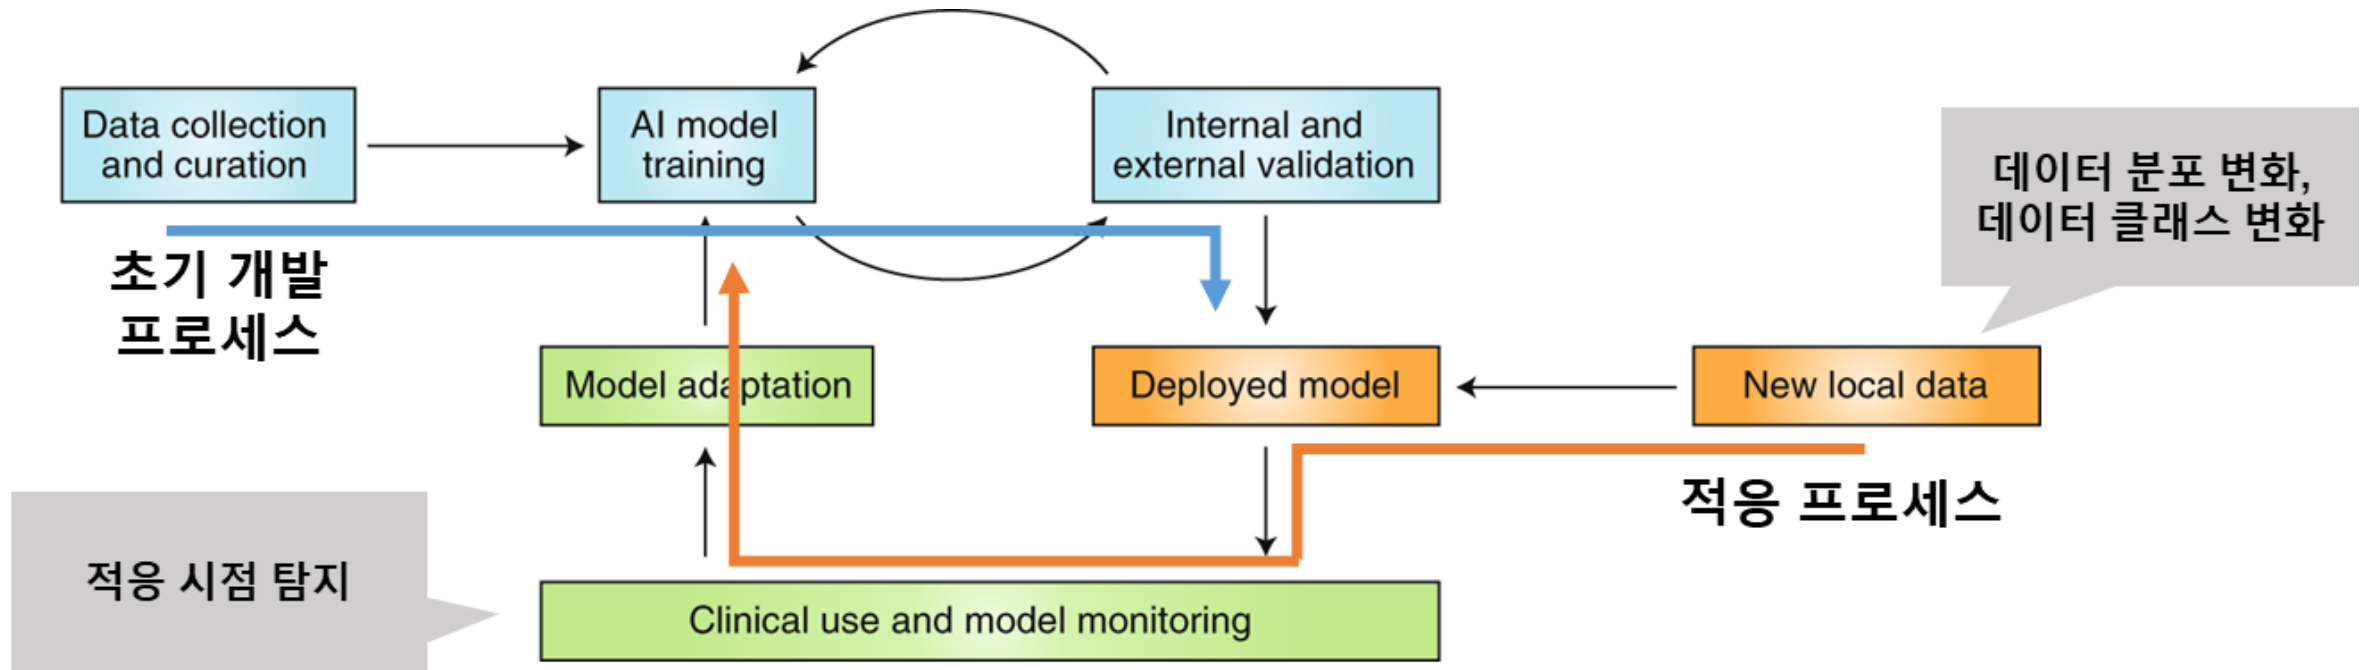 Data collection
and curation
AI model
training
Internal and
external validation
데이터 분포 변화,
데이터 클래스 변화
초기 개발
프로세스
Model adaptation
Deployed model
New local data
적응 프로세스
적응 시점 탐지
Clinical use and model monitoring